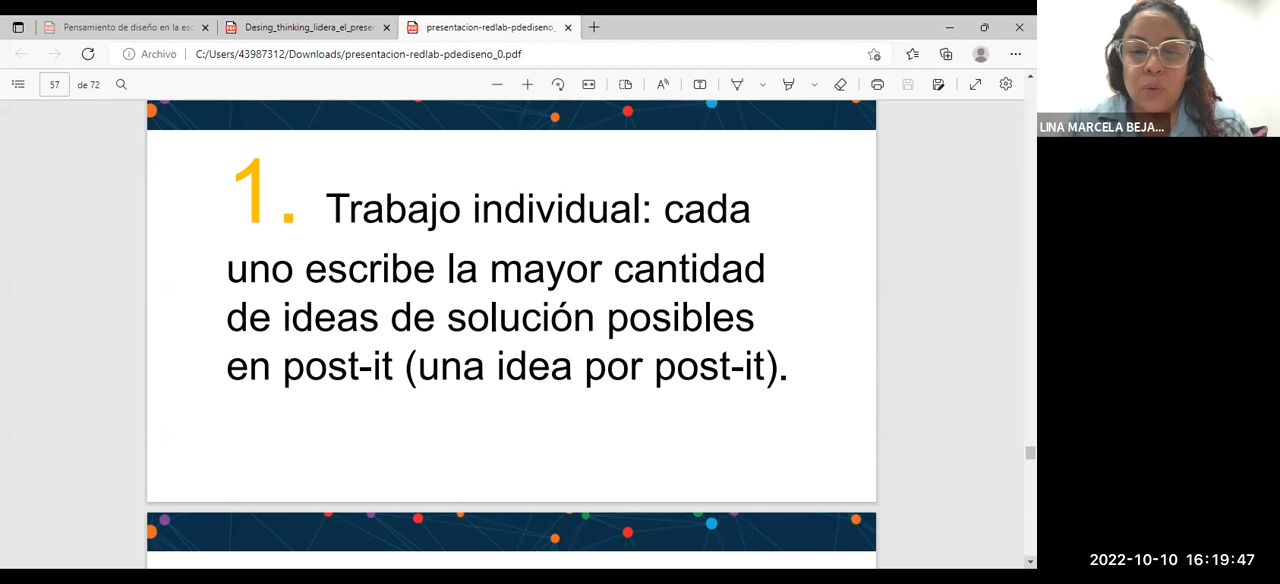 Pensamiento de diseño en la esc
Desing_thinking_lidera_el_prese
presentacion-redlab-pdediseno_
Archivo
C:/Users/43987312/Downloads/presentacion-redlab-pdediseno_0.pdf
57
de 72
LINA MARCELA BEJA...
1. Trabajo individual: cada
uno escribe la mayor cantidad
de ideas de solución posibles
en post-it (una idea por post-it).
2022-10-10 16:19:47